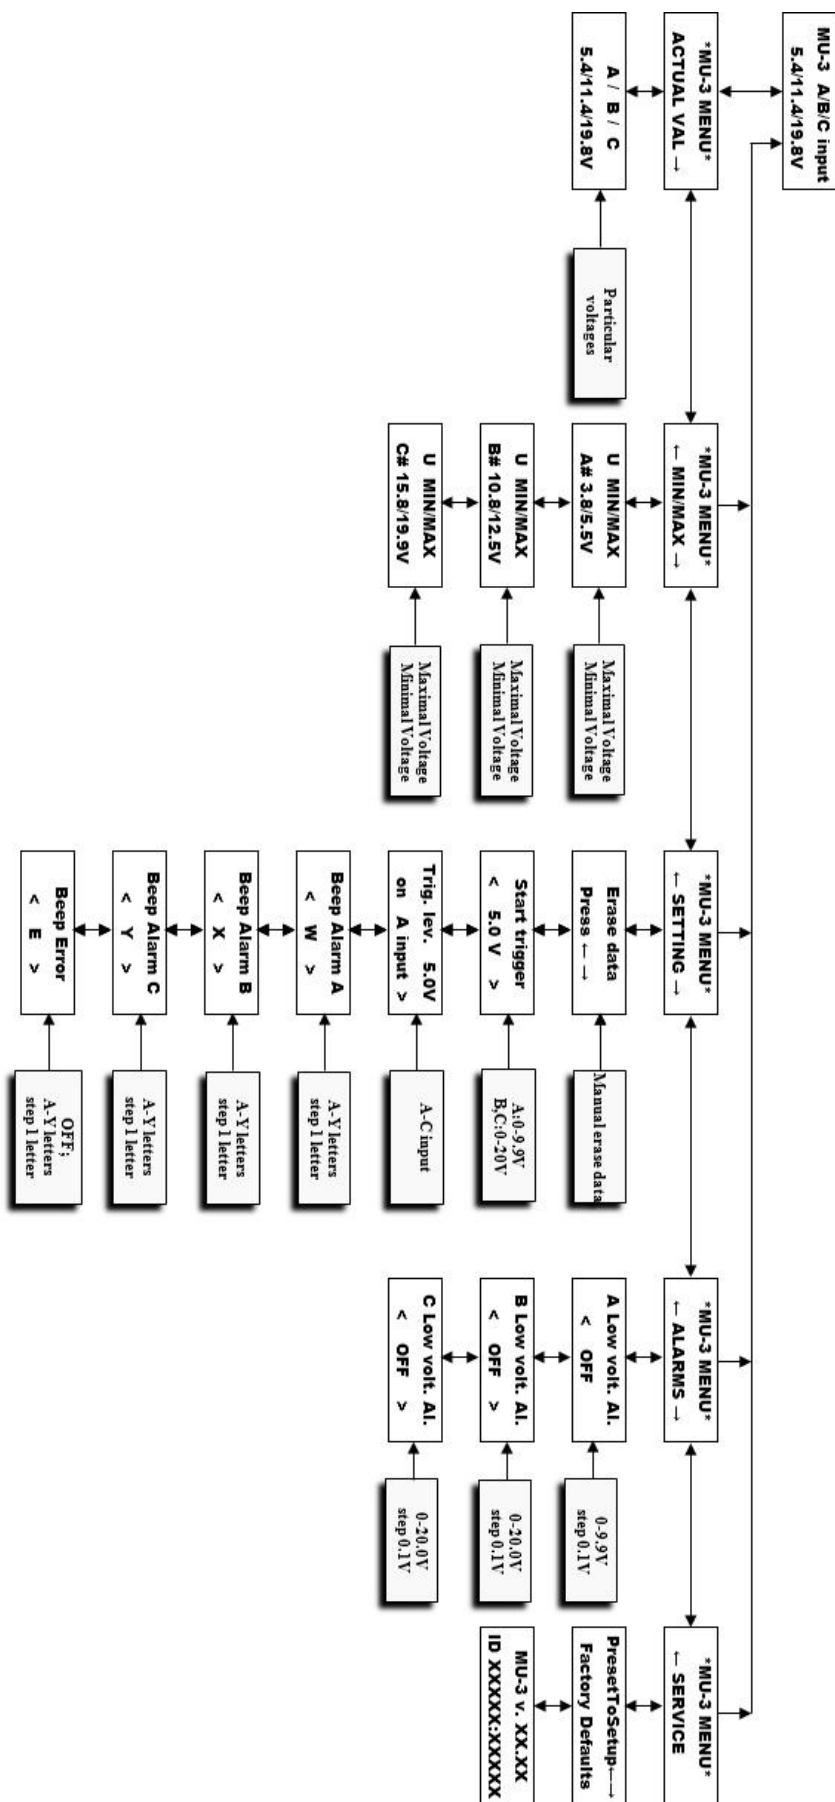 MU-3 A/B/C input
5.4/11.4/19.8V
*MU-3 MENU*
ACTUAL VAL →
A / B / C
5.4/11.4/19.8V
Particular
voltages
*MU-3 MENU*
← MIN/MAX →
U MIN/MAX
A# 3.8/5.5V
Maximal Voltage
Minimal Voltage
U MIN/MAX
B# 10.8/12.5V
Maximal Voltage
Minimal Voltage
U MIN/MAX
C# 15.8/19.9V
Maximal Voltage
Minimal Voltage
*MU-3 MENU*
← SETTING →
Erase data
Press ← →
Manual erase data
Start trigger
< 5.0 V >
A:0-9.9V
B,C:0-20V
Trig. lev. 5.0V
on A input >
A-C input
Beep Alarm A
< W >
A-Y letters
step 1 letter
Beep Alarm B
< X >
A-Y letters
step 1 letter
Beep Alarm C
< Y >
A-Y letters
step 1 letter
Beep Error
< E >
OFF;
A-Y letters
step 1 letter
*MU-3 MENU*
← ALARMS →
A Low volt. Al.
< OFF
0-9.9V
step 0.1V
B Low volt. Al.
< OFF >
0-20.0V
step 0.1V
C Low volt. Al.
< OFF >
0-20.0V
step 0.1V
*MU-3 MENU*
← SERVICE
PresetToSetup←→
Factory Defaults
MU-3 v. XX.XX
ID XXXXX:XXXXX